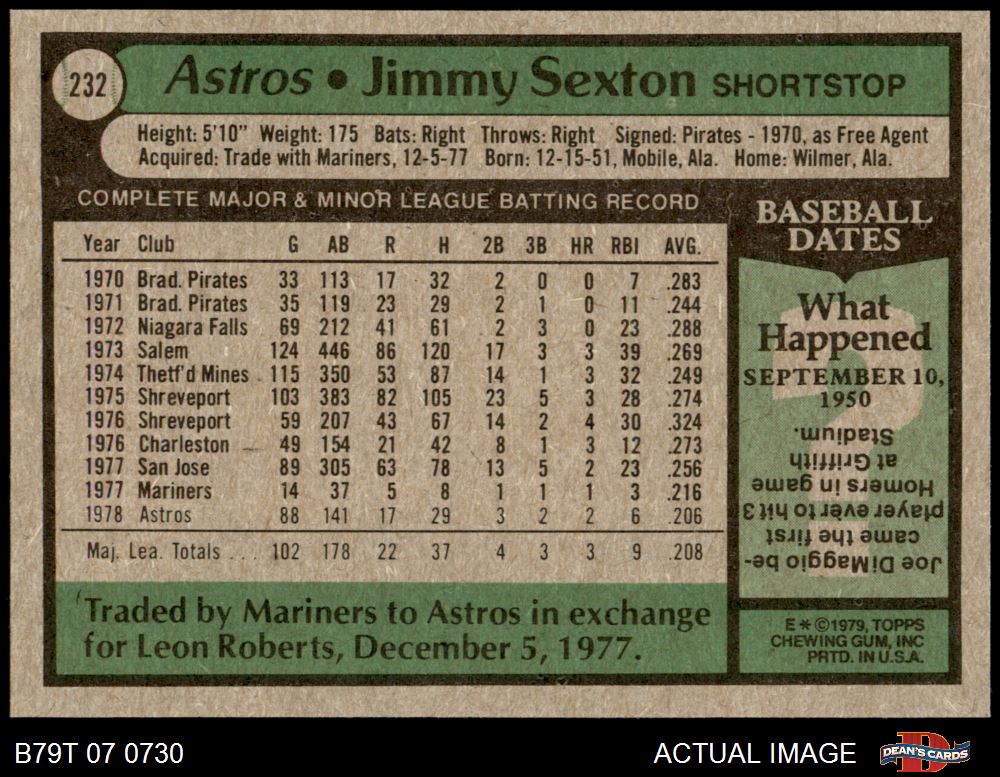 232
Astros • Jimmy Sexton SHORTSTOP
Height: 5'10" Weight: 175 Bats: Right Throws: Right Signed: Pirates - 1970, as Free Agent
Acquired: Trade with Mariners, 12-5-77 Born: 12-15-51, Mobile, Ala. Home: Wilmer, Ala.
COMPLETE MAJOR & MINOR LEAGUE BATTING RECORD
Year Club G AB R H 2B 3B HR RBI AVG.
1970 Brad. Pirates 33 113 17 32 2 0 0 7 .283
1971 Brad. Pirates 35 119 23 29 2 1 0 11 .244
1972 Niagara Falls 69 212 41 61 2 3 0 23 .288
1973 Salem 124 446 86 120 17 3 3 39 .269
1974 Thetf'd Mines 115 350 53 87 14 1 3 32 .249
1975 Shreveport 103 383 82 105 23 5 3 28 .274
1976 Shreveport 59 207 43 67 14 2 4 30 .324
1976 Charleston 49 154 21 42 8 1 3 12 .273
1977 San Jose 89 305 63 78 13 5 2 23 .256
1977 Mariners 14 37 5 8 1 1 1 3 .216
1978 Astros 88 141 17 29 3 2 2 6 .206
Maj. Lea. Totals . . . 102 178 22 37 4 3 3 9 .208
Traded by Mariners to Astros in exchange
for Leon Roberts, December 5, 1977.
BASEBALL
DATES
What
Happened
SEPTEMBER 10,
1950
Joe DiMaggio be-
came the first
player ever to hit 3
Homers in game
at Griffith
Stadium.
E*©1979, TOPPS
CHEWING GUM, INC
PRTD. IN U.S.A.
B79T 07 0730
ACTUAL IMAGE
D
DEAN'S CARDS